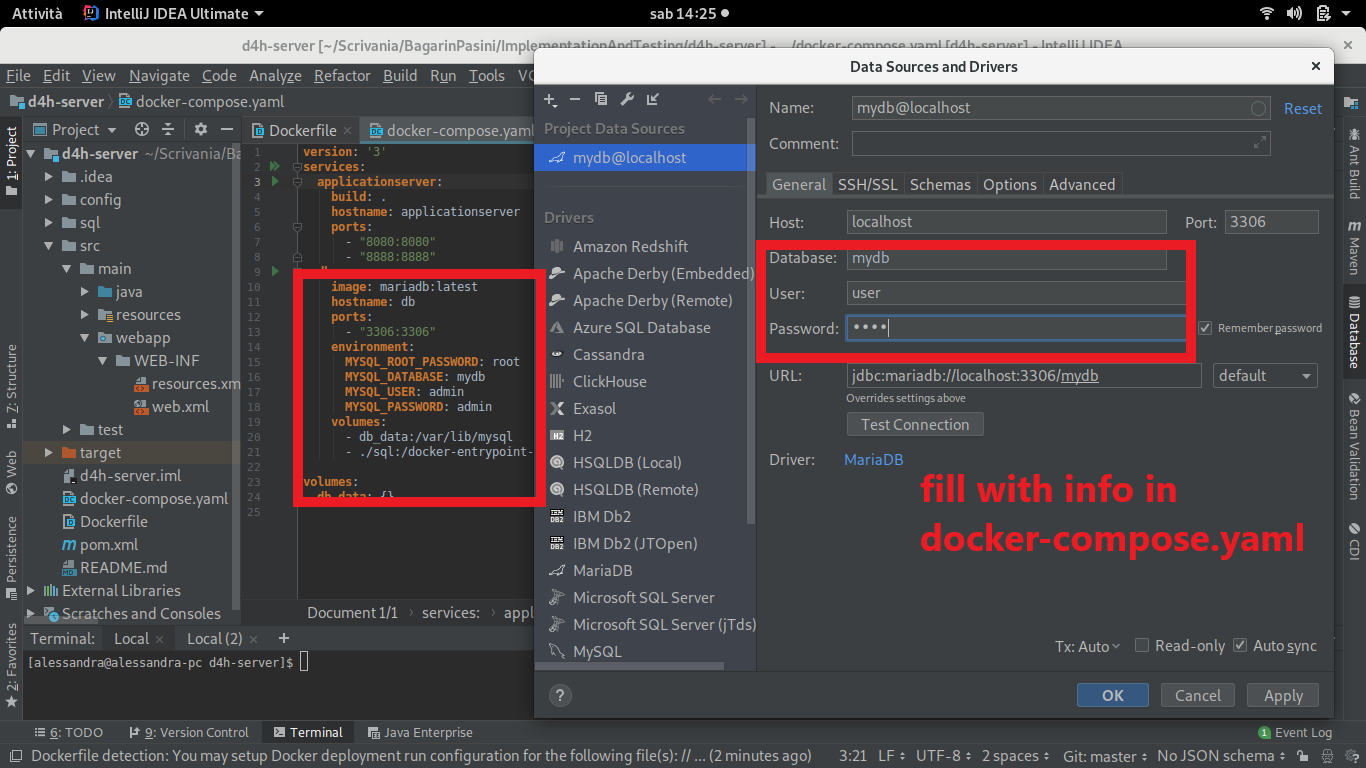 Attività
IntelliJ IDEA Ultimate
sab 14:25
d4h-server [~/Scrivania/BagarinPasini/ImplementationAndTesting/d4h-server] - .../docker-compose.yaml [d4h-server] - IntelliJ IDEA
File Edit View Navigate Code Analyze Refactor Build Run Tools VC
d4h-server
docker-compose.yaml
1: Project
7: Structure
Web
Persistence
2: Favorites
Project
d4h-server ~/Scrivania/Ba
.idea
config
sql
src
main
java
resources
webapp
WEB-INF
resources.xm
web.xml
test
target
d4h-server.iml
docker-compose.yaml
Dockerfile
pom.xml
README.md
External Libraries
Scratches and Consoles
Dockerfile
docker-compose.yaml
1 version: '3'
2 services:
3 applicationserver:
4 build: .
5 hostname: applicationserver
6 ports:
7 - "8080:8080"
8 - "8888:8888"
9
10 image: mariadb:latest
11 hostname: db
12 ports:
13 - "3306:3306"
14 environment:
15 MYSQL_ROOT_PASSWORD: root
16 MYSQL_DATABASE: mydb
17 MYSQL_USER: admin
18 MYSQL_PASSWORD: admin
19 volumes:
20 - db_data:/var/lib/mysql
21 - ./sql:/docker-entrypoint-
22
23 volumes:
24 db_data: {}
25
Document 1/1 services: appl
Terminal: Local Local (2)
[alessandra@alessandra-pc d4h-server]$
Data Sources and Drivers
Project Data Sources
mydb@localhost
Drivers
Amazon Redshift
Apache Derby (Embedded)
Apache Derby (Remote)
Azure SQL Database
Cassandra
ClickHouse
Exasol
H2
HSQLDB (Local)
HSQLDB (Remote)
IBM Db2
IBM Db2 (JTOpen)
MariaDB
Microsoft SQL Server
Microsoft SQL Server (jTds)
MySQL
Name: mydb@localhost Reset
Comment:
General SSH/SSL Schemas Options Advanced
Host: localhost Port: 3306
Database: mydb
User: user
Password: ••••
Remember password
URL: jdbc:mariadb://localhost:3306/mydb default
Overrides settings above
Test Connection
Driver: MariaDB
fill with info in
docker-compose.yaml
Tx: Auto Read-only Auto sync
? OK Cancel Apply
Ant Build
Maven
Database
Bean Validation
CDI
6: TODO 9: Version Control Terminal Java Enterprise 1 Event Log
Dockerfile detection: You may setup Docker deployment run configuration for the following file(s): // ... (2 minutes ago) 3:21 LF UTF-8 2 spaces Git: master No JSON schema